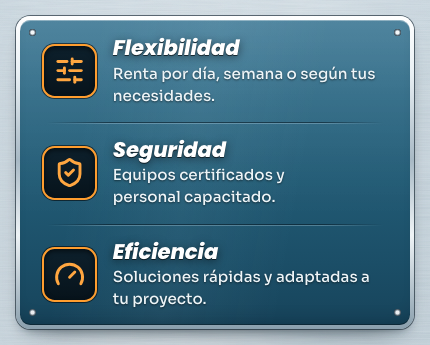 Flexibilidad
Renta por día, semana o según tus
necesidades.
Seguridad
Equipos certificados y
personal capacitado.
Eficiencia
Soluciones rápidas y adaptadas a
tu proyecto.